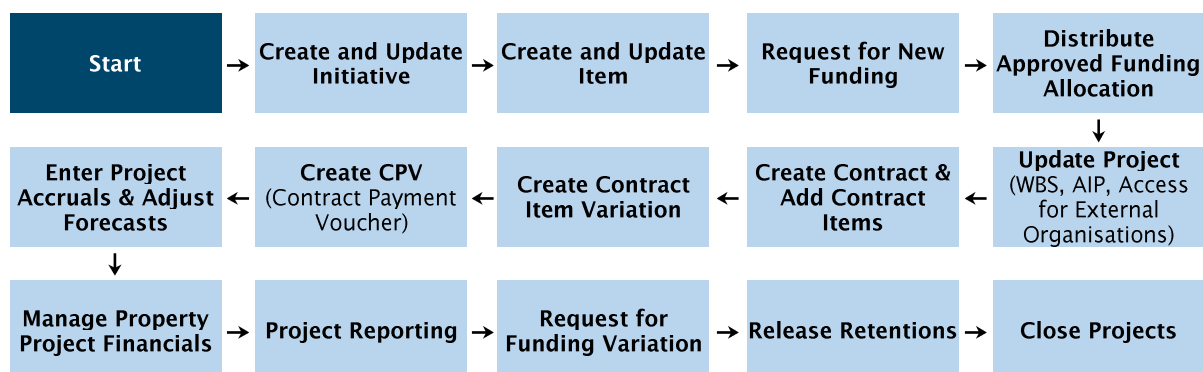 Start
Create and Update
Initiative
Create and Update
Item
Request for New
Funding
Distribute
Approved Funding
Allocation
Update Project
(WBS, AIP, Access
for External
Organisations)
Create Contract &
Add Contract
Items
Create Contract
Item Variation
Create CPV
(Contract Payment
Voucher)
Enter Project
Accruals & Adjust
Forecasts
Manage Property
Project Financials
Project Reporting
Request for
Funding Variation
Release Retentions
Close Projects